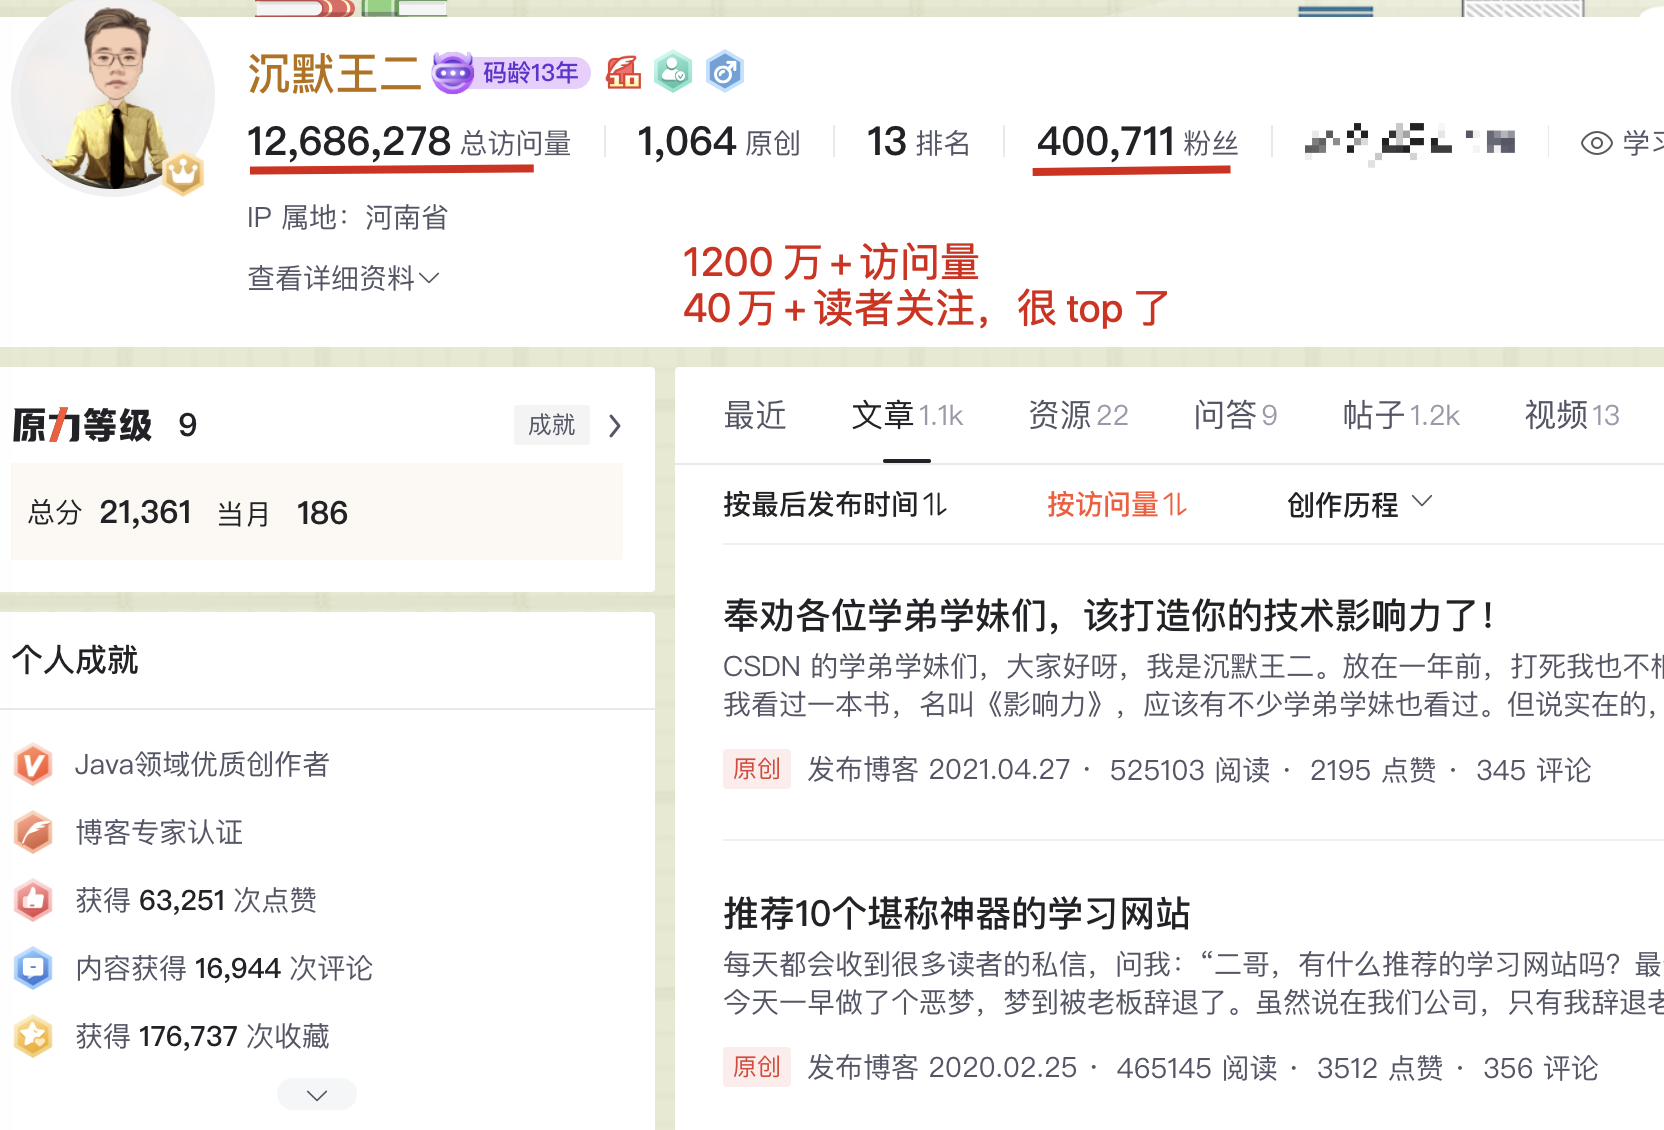 沉默王二 码龄13年
12,686,278 总访问量 1,064 原创 13 排名 400,711 粉丝 学习
IP 属地：河南省
查看详细资料
1200 万+访问量
40万+读者关注，很 top 了
原力等级 9 成就
总分 21,361 当月 186
个人成就
Java领域优质创作者
博客专家认证
获得 63,251 次点赞
内容获得 16,944 次评论
获得 176,737 次收藏
最近 文章 1.1k 资源 22 问答 9 帖子 1.2k 视频 13
按最后发布时间 按访问量 创作历程
奉劝各位学弟学妹们，该打造你的技术影响力了！
CSDN 的学弟学妹们，大家好呀，我是沉默王二。放在一年前，打死我也不相
我看过一本书，名叫《影响力》，应该有不少学弟学妹也看过。但说实在的，
原创 发布博客 2021.04.27 · 525103 阅读 · 2195 点赞 · 345 评论
推荐10个堪称神器的学习网站
每天都会收到很多读者的私信，问我：“二哥，有什么推荐的学习网站吗？最
今天一早做了个恶梦，梦到被老板辞退了。虽然说在我们公司，只有我辞退老
原创 发布博客 2020.02.25 · 465145 阅读 · 3512 点赞 · 356 评论